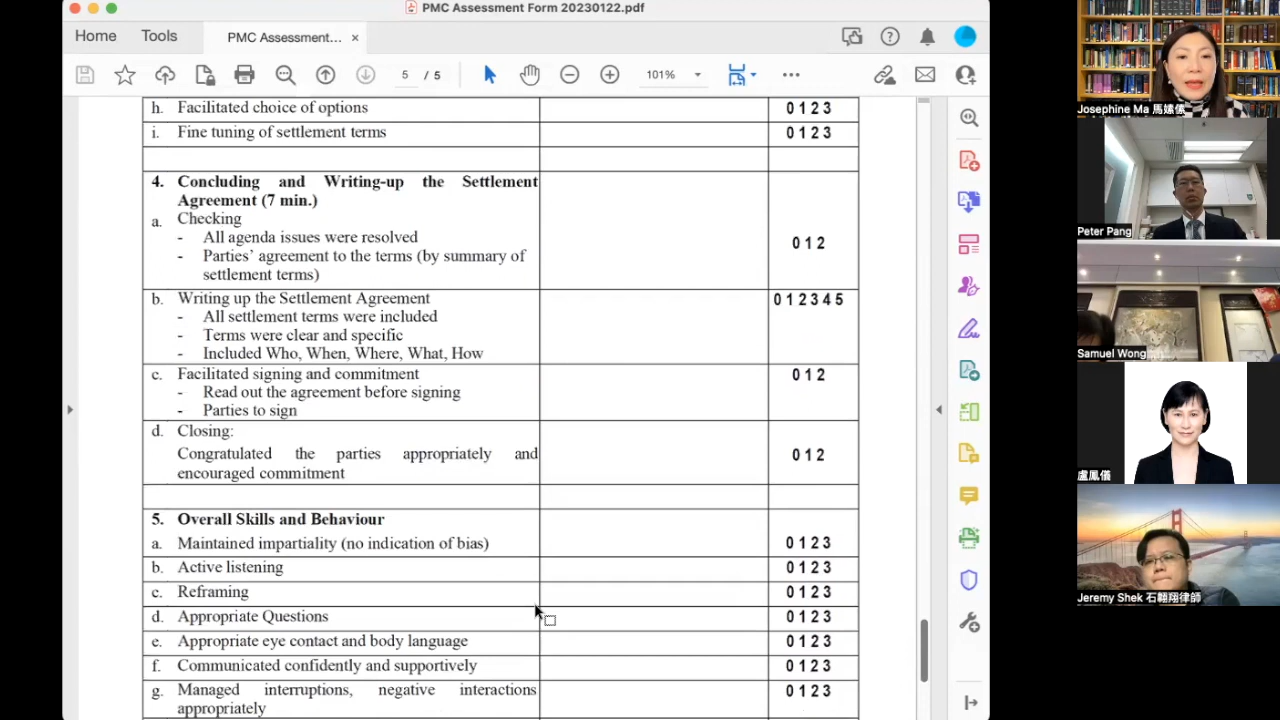 PMC Assessment Form 20230122.pdf
Home
Tools
PMC Assessment...
5 / 5
101%
h. Facilitated choice of options
0 1 2 3
i. Fine tuning of settlement terms
0 1 2 3
4. Concluding and Writing-up the Settlement
Agreement (7 min.)
a. Checking
- All agenda issues were resolved
- Parties' agreement to the terms (by summary of
settlement terms)
0 1 2
b. Writing up the Settlement Agreement
0 1 2 3 4 5
- All settlement terms were included
- Terms were clear and specific
- Included Who, When, Where, What, How
c. Facilitated signing and commitment
0 1 2
- Read out the agreement before signing
- Parties to sign
d. Closing:
Congratulated the parties appropriately and
encouraged commitment
0 1 2
5. Overall Skills and Behaviour
a. Maintained impartiality (no indication of bias)
0 1 2 3
b. Active listening
0 1 2 3
c. Reframing
0 1 2 3
d. Appropriate Questions
0 1 2 3
e. Appropriate eye contact and body language
0 1 2 3
f. Communicated confidently and supportively
0 1 2 3
g. Managed interruptions, negative interactions
appropriately
0 1 2 3
Josephine Ma 馬嫊傃
Peter Pang
Samuel Wong
盧鳳儀
Jeremy Shek 石翱翔律師